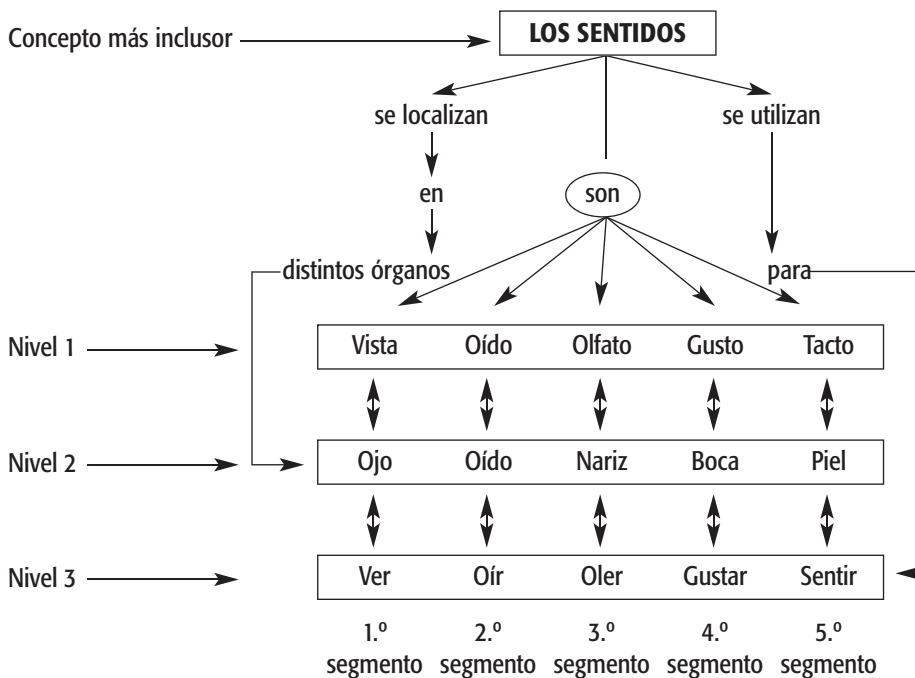 Concepto más inclusor
LOS SENTIDOS
se localizan
se utilizan
en
son
distintos órganos
para
Nivel 1
Vista Oído Olfato Gusto Tacto
Nivel 2
Ojo Oído Nariz Boca Piel
Nivel 3
Ver Oír Oler Gustar Sentir
1.º 2.º 3.º 4.º 5.º
segmento segmento segmento segmento segmento